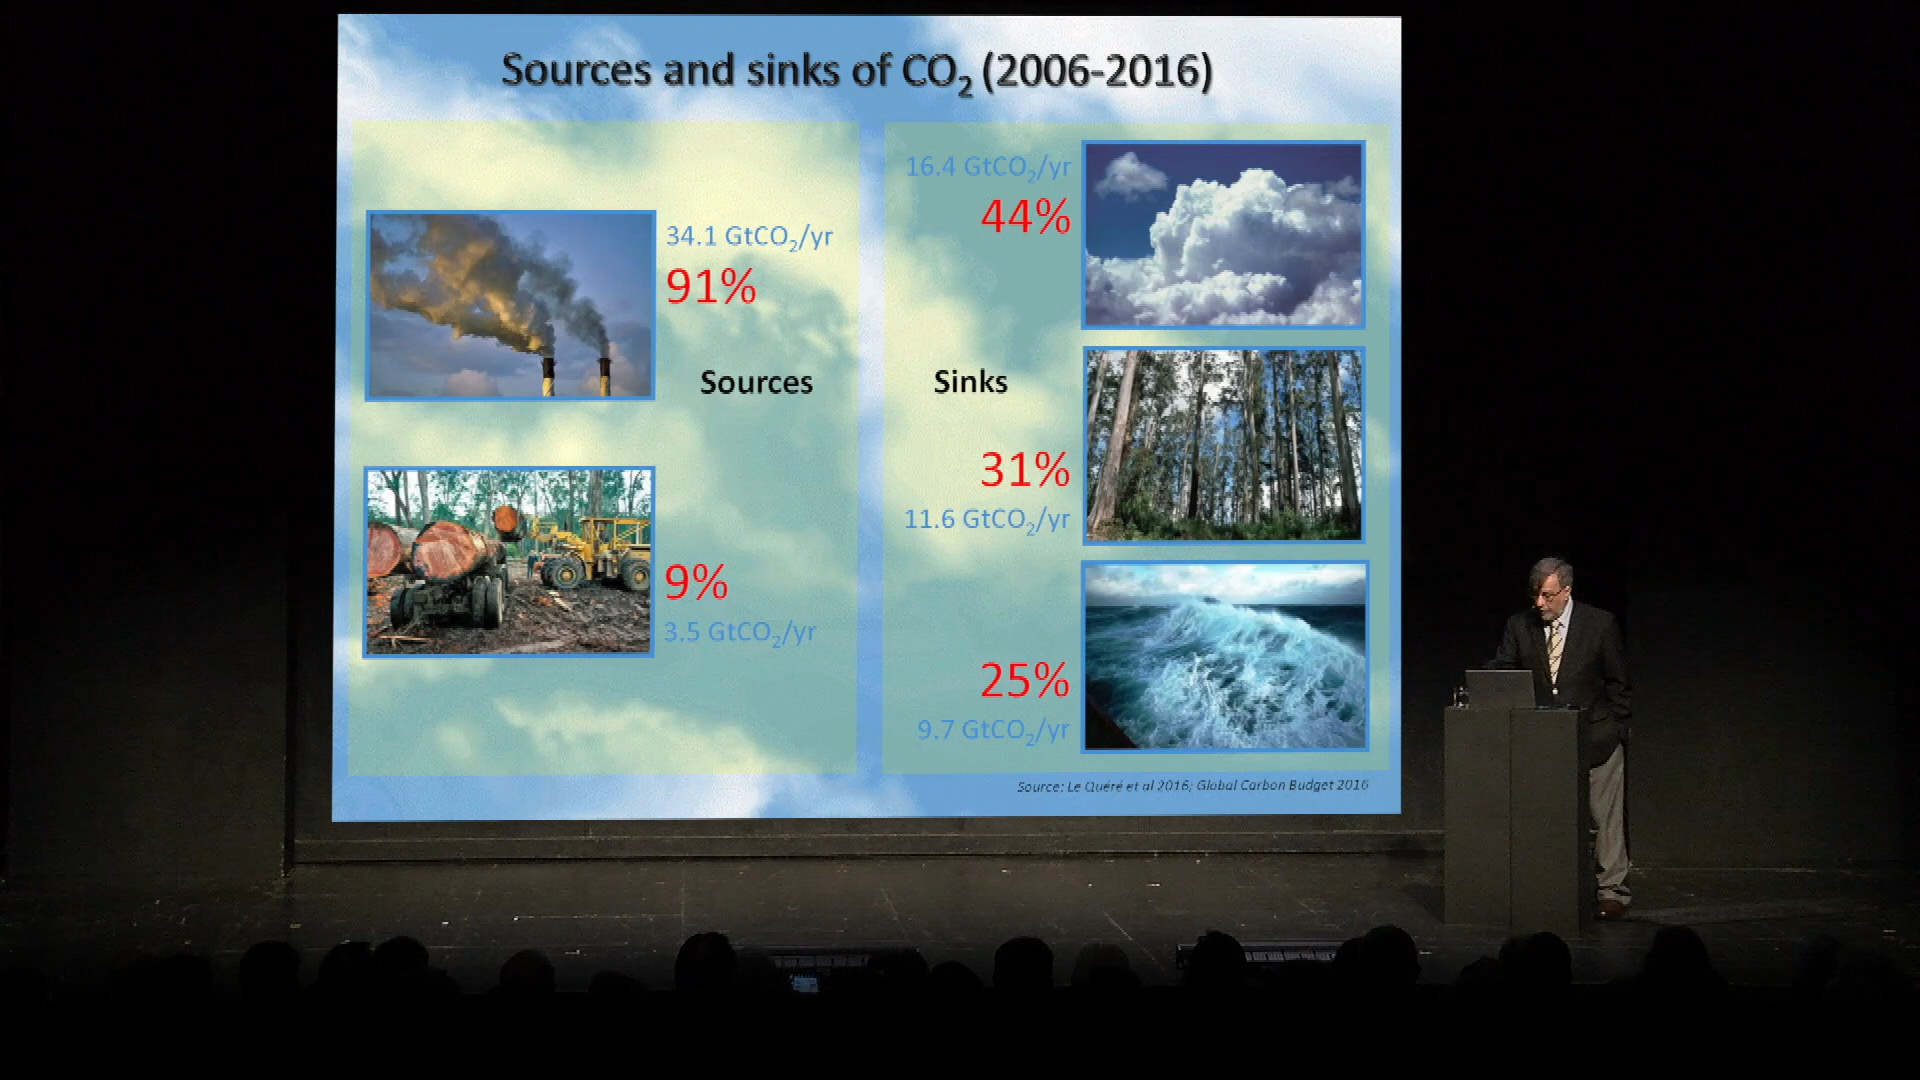 Sources and sinks of CO₂ (2006-2016)
34.1 GtCO₂/yr
91%
Sources
9%
3.5 GtCO₂/yr
16.4 GtCO₂/yr
44%
Sinks
31%
11.6 GtCO₂/yr
25%
9.7 GtCO₂/yr
Source: Le Quéré et al 2016; Global Carbon Budget 2016